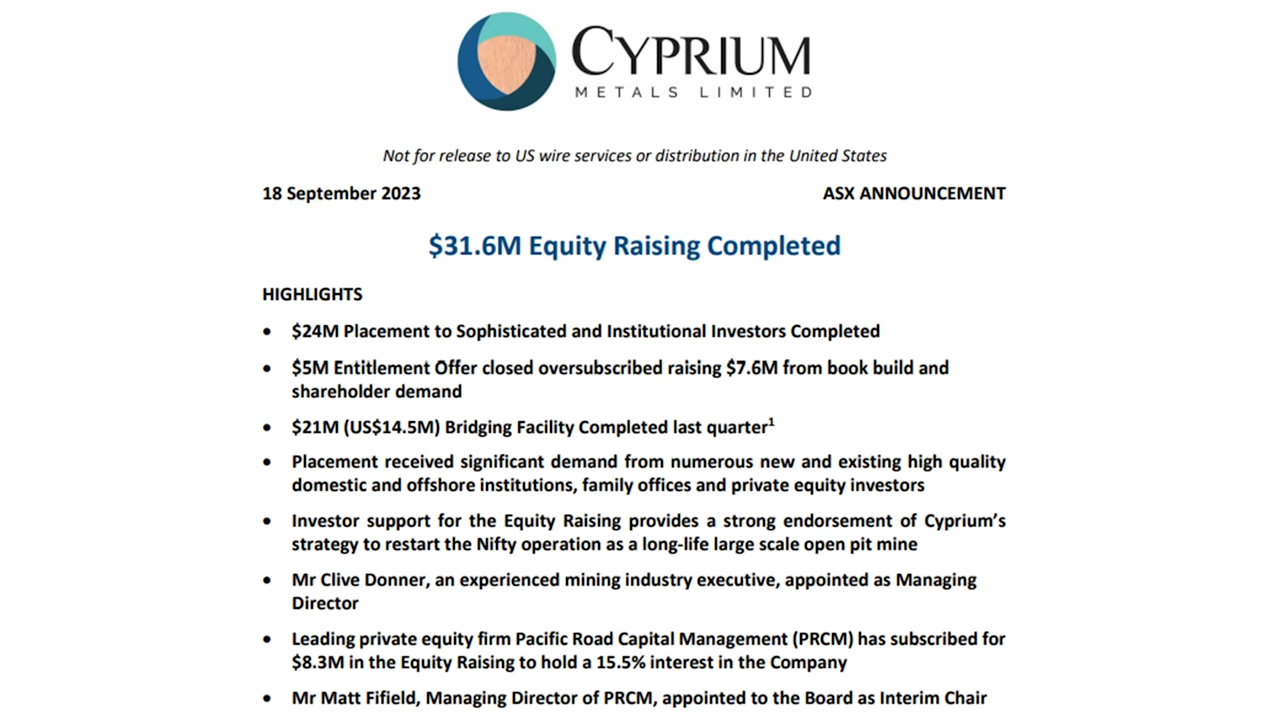 CYPRIUM
METALS LIMITED
Not for release to US wire services or distribution in the United States
18 September 2023 ASX ANNOUNCEMENT
$31.6M Equity Raising Completed
HIGHLIGHTS
• $24M Placement to Sophisticated and Institutional Investors Completed
• $5M Entitlement Offer closed oversubscribed raising $7.6M from book build and
shareholder demand
• $21M (US$14.5M) Bridging Facility Completed last quarter¹
• Placement received significant demand from numerous new and existing high quality
domestic and offshore institutions, family offices and private equity investors
• Investor support for the Equity Raising provides a strong endorsement of Cyprium’s
strategy to restart the Nifty operation as a long-life large scale open pit mine
• Mr Clive Donner, an experienced mining industry executive, appointed as Managing
Director
• Leading private equity firm Pacific Road Capital Management (PRCM) has subscribed for
$8.3M in the Equity Raising to hold a 15.5% interest in the Company
• Mr Matt Fifield, Managing Director of PRCM, appointed to the Board as Interim Chair